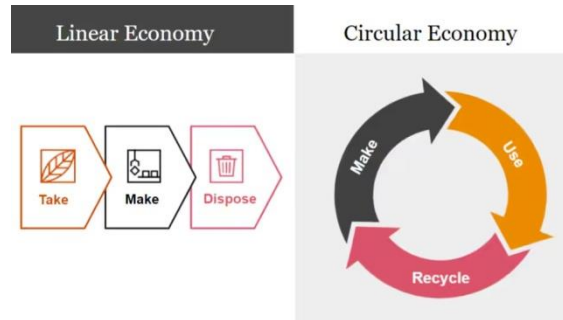 Linear Economy
Circular Economy
Take
Make
Dispose
Make
Use
Recycle